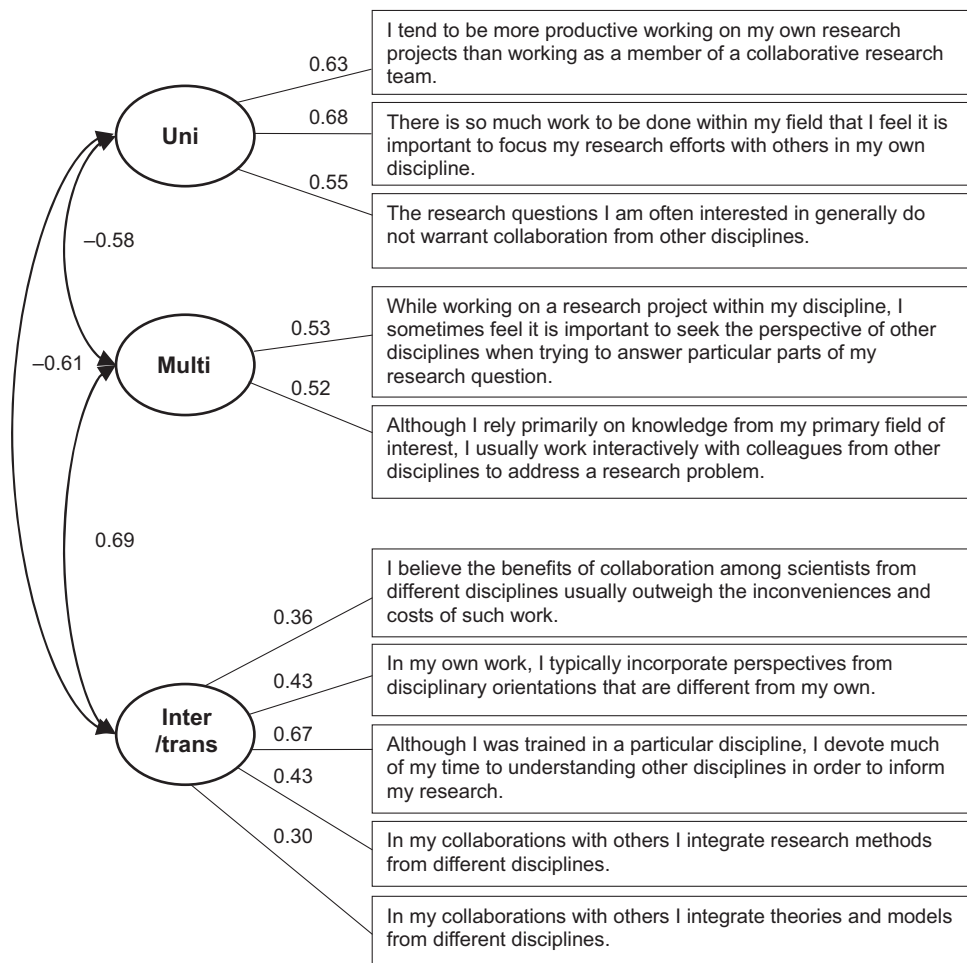 I tend to be more productive working on my own research
projects than working as a member of a collaborative research
team.
0.63
Uni
0.68
There is so much work to be done within my field that I feel it is
important to focus my research efforts with others in my own
discipline.
0.55
The research questions I am often interested in generally do
not warrant collaboration from other disciplines.
–0.58
While working on a research project within my discipline, I
sometimes feel it is important to seek the perspective of other
disciplines when trying to answer particular parts of my
research question.
0.53
–0.61
Multi
0.52
Although I rely primarily on knowledge from my primary field of
interest, I usually work interactively with colleagues from other
disciplines to address a research problem.
0.69
I believe the benefits of collaboration among scientists from
different disciplines usually outweigh the inconveniences and
costs of such work.
0.36
In my own work, I typically incorporate perspectives from
disciplinary orientations that are different from my own.
0.43
Inter
/trans
0.67
Although I was trained in a particular discipline, I devote much
of my time to understanding other disciplines in order to inform
my research.
0.43
In my collaborations with others I integrate research methods
from different disciplines.
0.30
In my collaborations with others I integrate theories and models
from different disciplines.